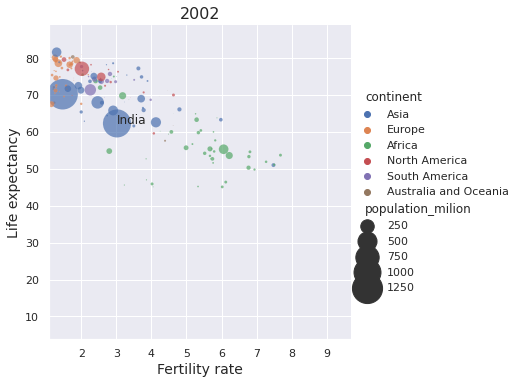 2002
Life expectancy
80
70
60
50
40
30
20
10
India
2
3
4
5
6
7
8
9
Fertility rate
continent
Asia
Europe
Africa
North America
South America
Australia and Oceania
population_milion
250
500
750
1000
1250